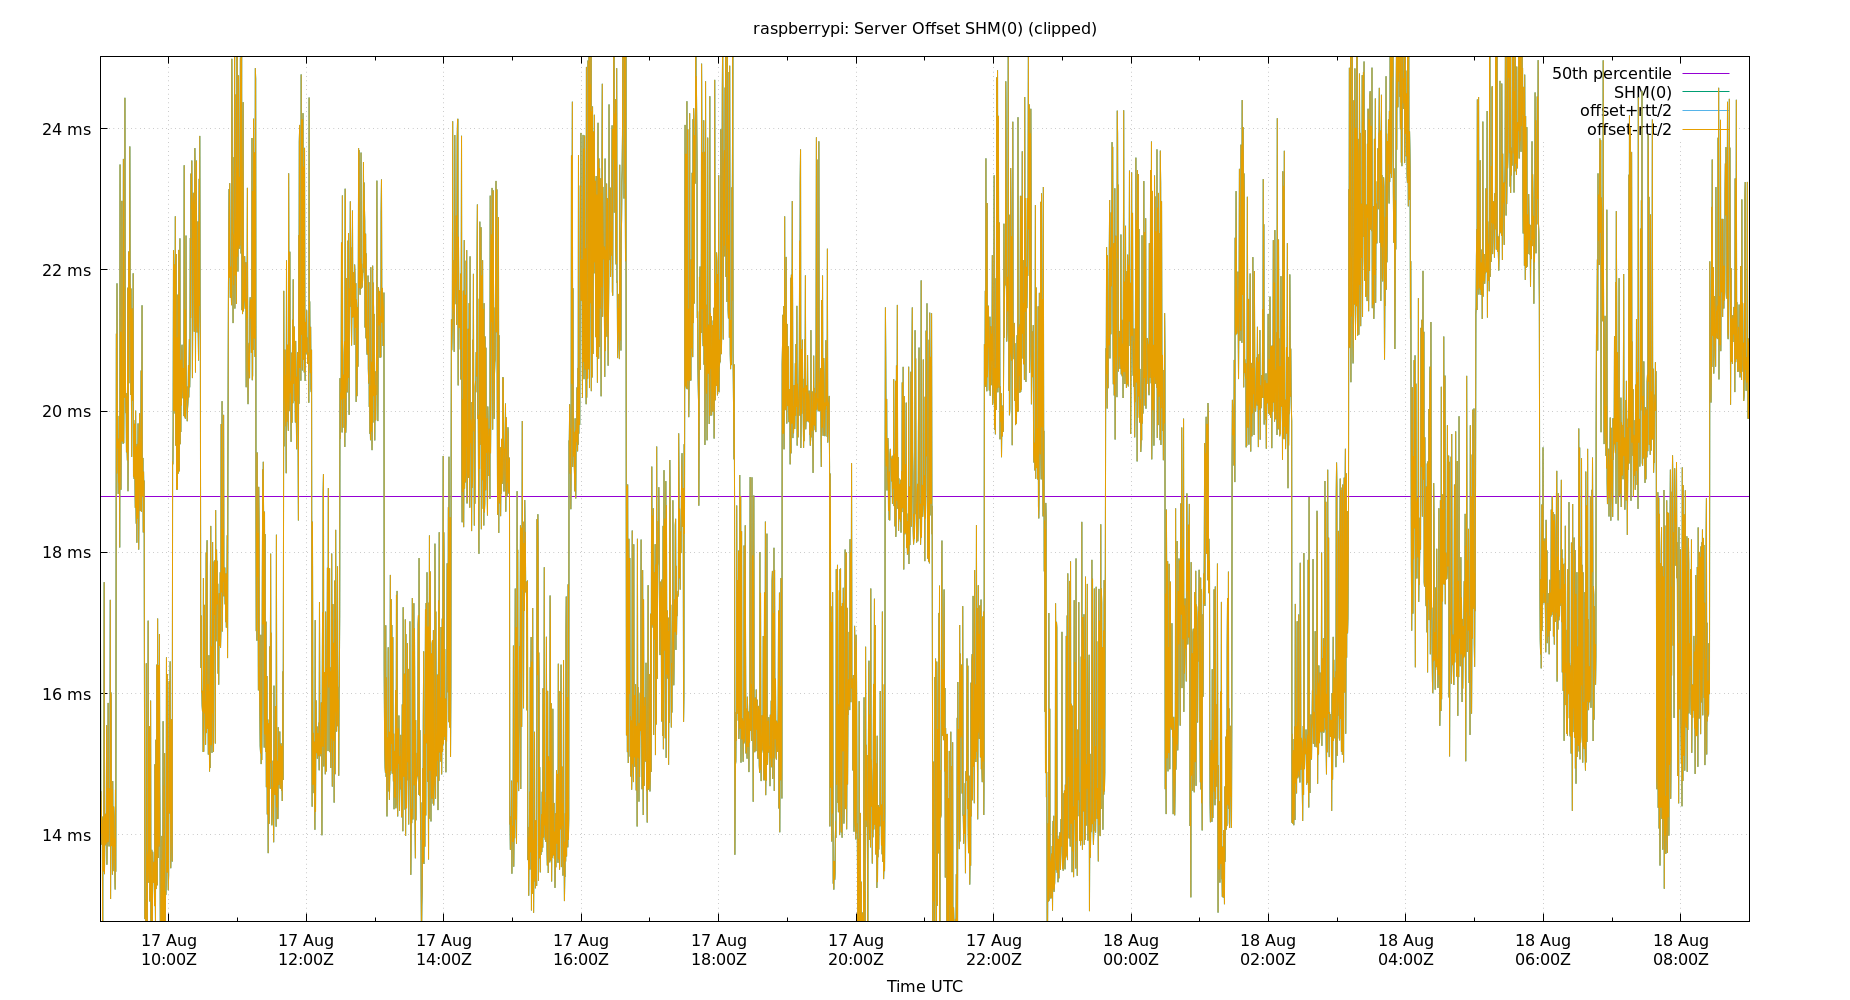 raspberrypi: Server Offset SHM(0) (clipped)
50th percentile
SHM(0)
offset+rtt/2
offset-rtt/2
24 ms
22 ms
20 ms
18 ms
16 ms
14 ms
17 Aug 17 Aug 17 Aug 17 Aug 17 Aug 17 Aug 17 Aug 18 Aug 18 Aug 18 Aug 18 Aug 18 Aug
10:00Z 12:00Z 14:00Z 16:00Z 18:00Z 20:00Z 22:00Z 00:00Z 02:00Z 04:00Z 06:00Z 08:00Z
Time UTC